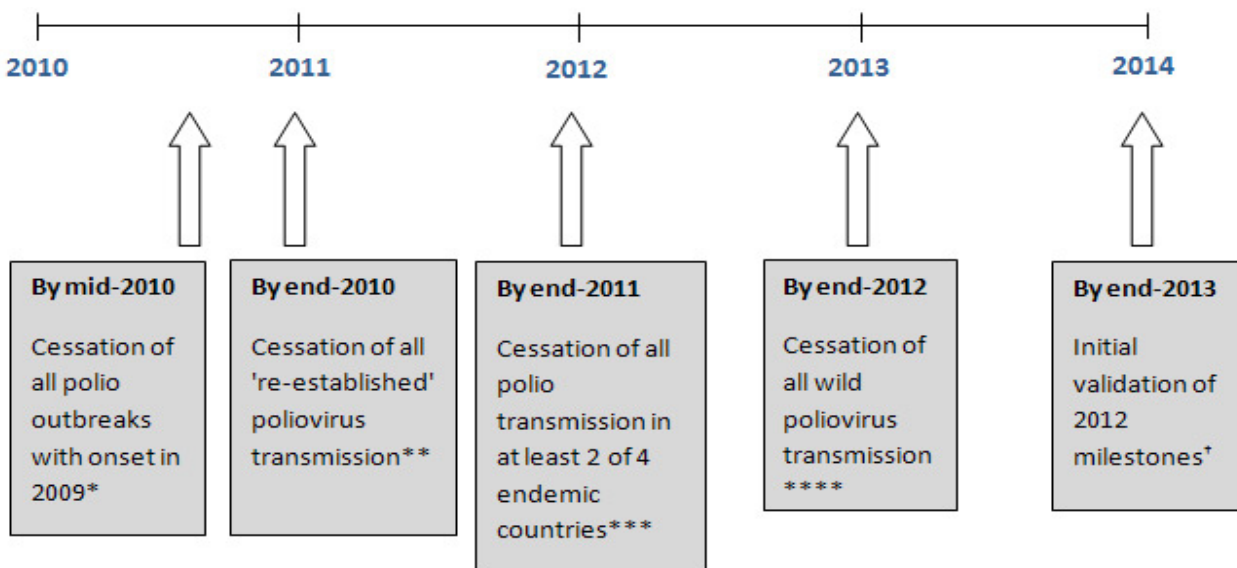 2010
2011
2012
2013
2014
By mid-2010
Cessation of
all polio
outbreaks
with onset in
2009*
By end-2010
Cessation of all
're-established'
poliovirus
transmission**
By end-2011
Cessation of all
polio
transmission in
at least 2 of 4
endemic
countries***
By end-2012
Cessation of
all wild
poliovirus
transmission
****
By end-2013
Initial
validation of
2012
milestones⁺